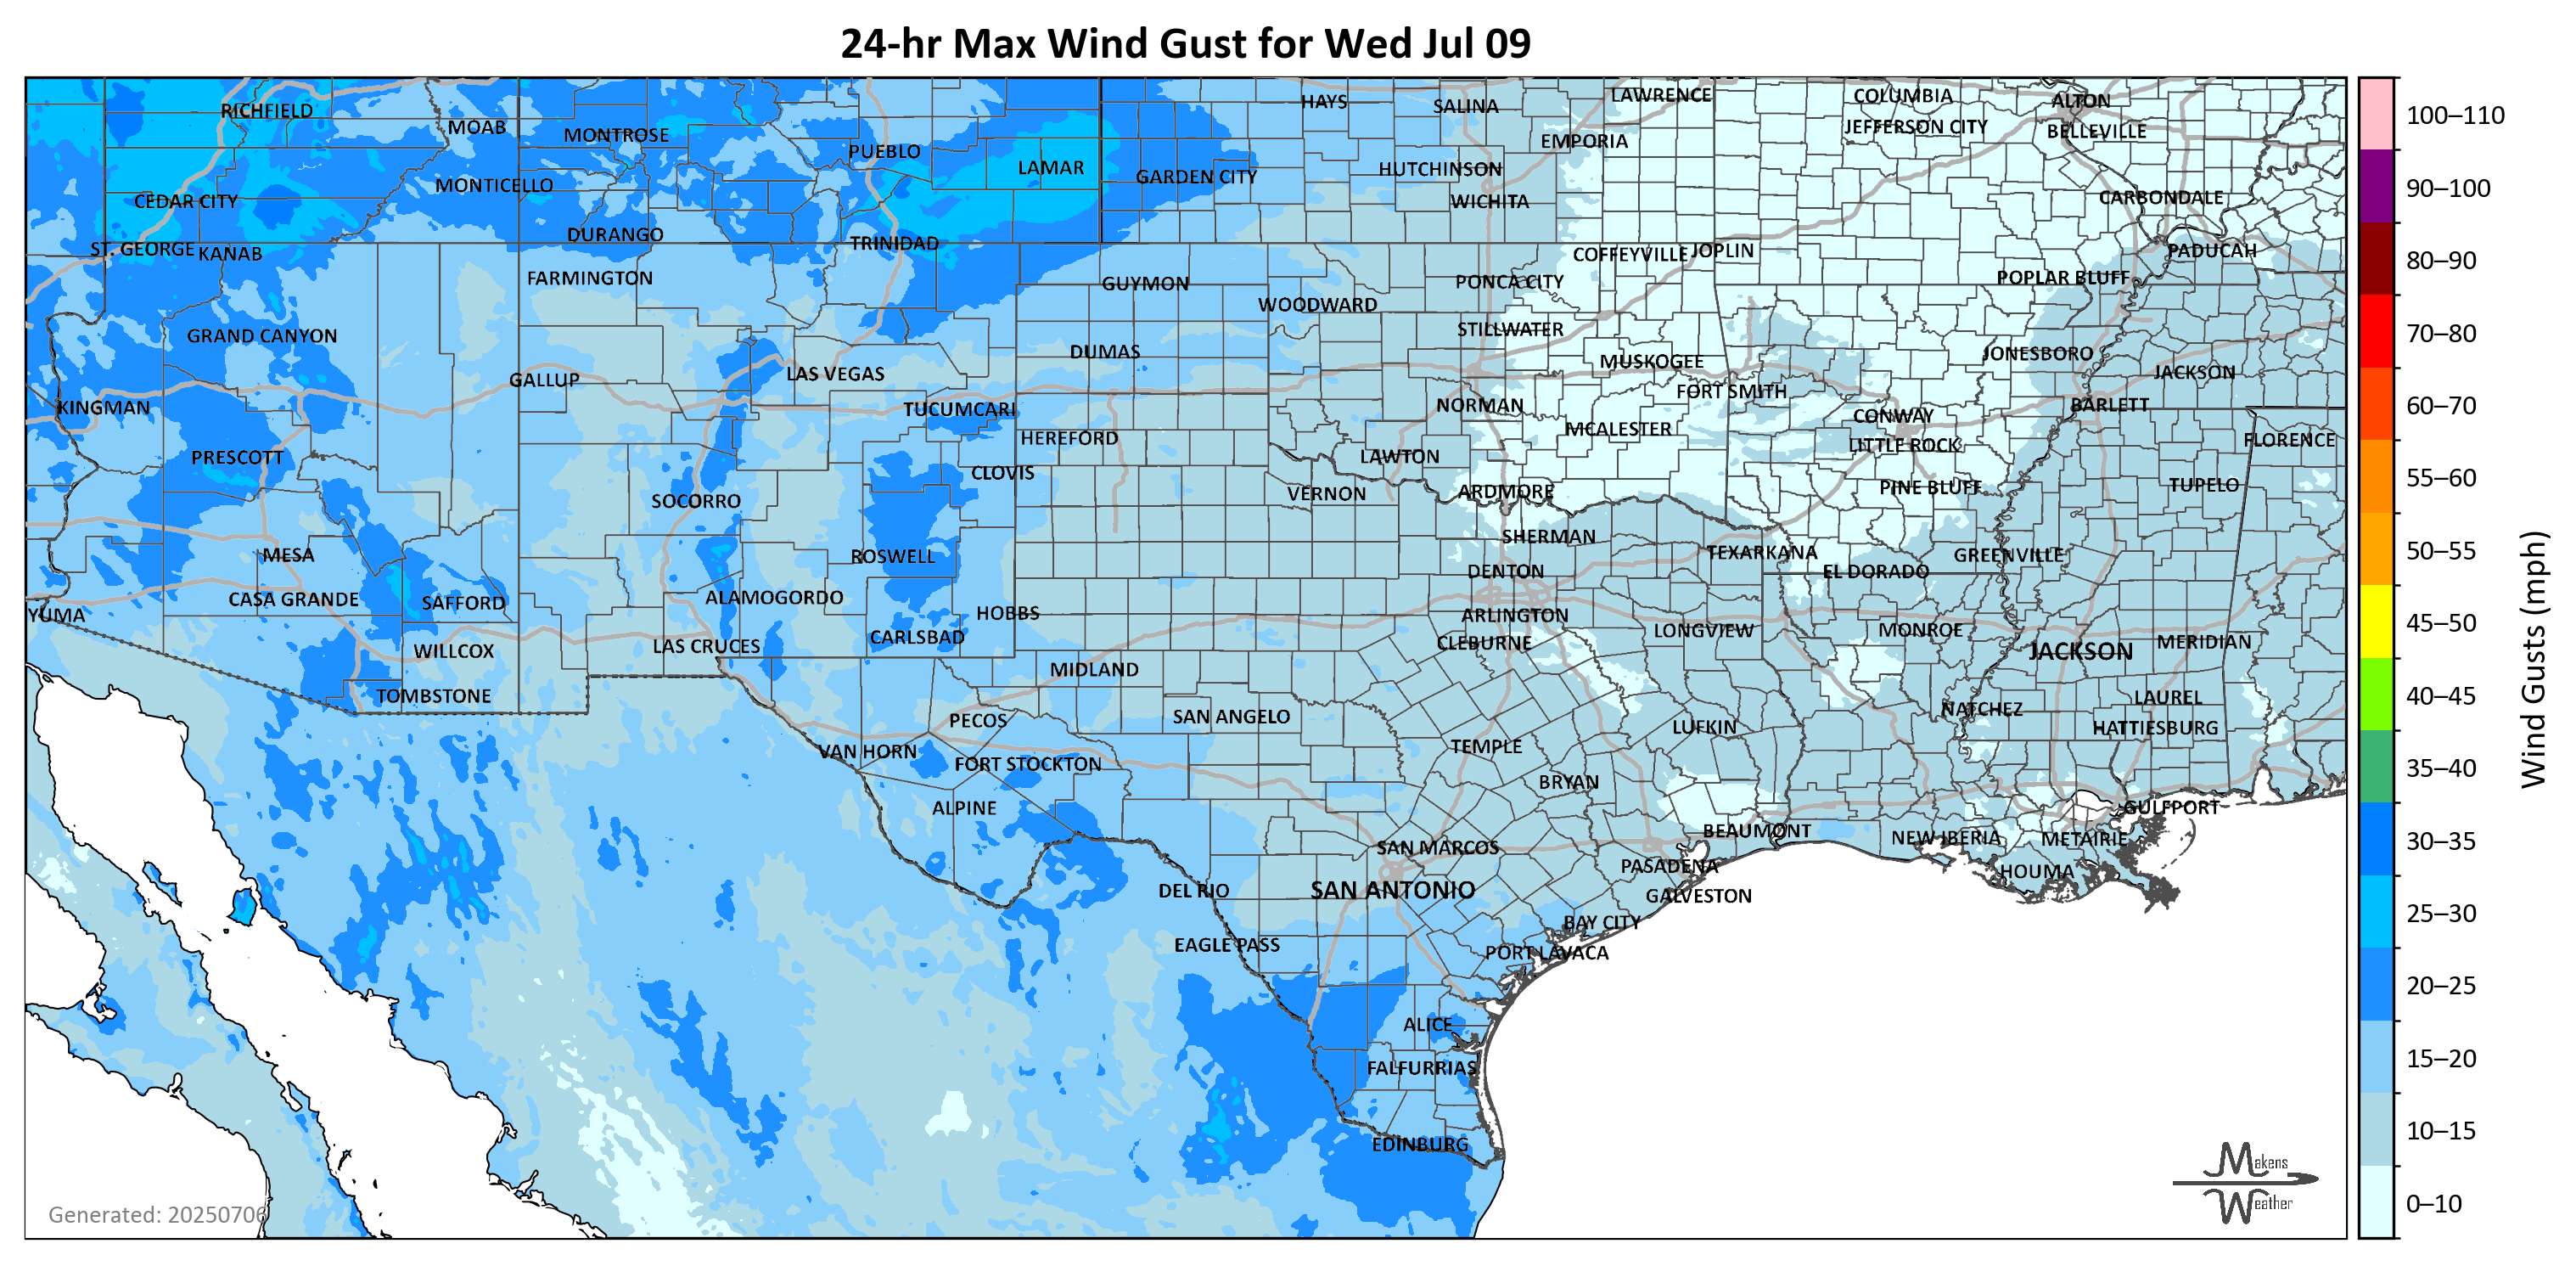 24-hr Max Wind Gust for Wed Jul 09
RICHFIELD
MOAB
MONTROSE
PUEBLO
LAMAR
HAYS
SALINA
LAWRENCE
COLUMBIA
ALTON
JEFFERSON CITY
BELLEVILLE
EMPORIA
MONTICELLO
GARDEN CITY
HUTCHINSON
WICHITA
CARBONDALE
CEDAR CITY
DURANGO
TRINIDAD
ST. GEORGE
KANAB
COFFEYVILLE
JOPLIN
PADUCAH
FARMINGTON
GUYMON
WOODWARD
PONCA CITY
POPLAR BLUFF
GRAND CANYON
STILLWATER
DUMAS
MUSKOGEE
JONESBORO
GALLUP
LAS VEGAS
FORT SMITH
JACKSON
KINGMAN
TUCUMCARI
NORMAN
CONWAY
BARLETT
HEREFORD
MCALESTER
LITTLE ROCK
FLORENCE
PRESCOTT
CLOVIS
LAWTON
SOCORRO
VERNON
ARDMORE
PINE BLUFF
TUPELO
MESA
ROSWELL
SHERMAN
TEXARKANA
GREENVILLE
CASA GRANDE
SAFFORD
ALAMOGORDO
DENTON
EL DORADO
YUMA
HOBBS
ARLINGTON
CARLSBAD
CLEBURNE
LONGVIEW
MONROE
WILLCOX
LAS CRUCES
JACKSON
MERIDIAN
TOMBSTONE
MIDLAND
LAUREL
PECOS
SAN ANGELO
NATCHEZ
HATTIESBURG
VAN HORN
FORT STOCKTON
TEMPLE
LUFKIN
ALPINE
BRYAN
GULFPORT
BEAUMONT
NEW IBERIA
METAIRIE
SAN MARCOS
PASADENA
HOUMA
DEL RIO
SAN ANTONIO
GALVESTON
EAGLE PASS
BAY CITY
PORT LAVACA
ALICE
FALFURRIAS
EDINBURG
Generated: 20250706
Makens
Weather
100–110
90–100
80–90
70–80
60–70
55–60
50–55
45–50
40–45
35–40
30–35
25–30
20–25
15–20
10–15
0–10
Wind Gusts (mph)